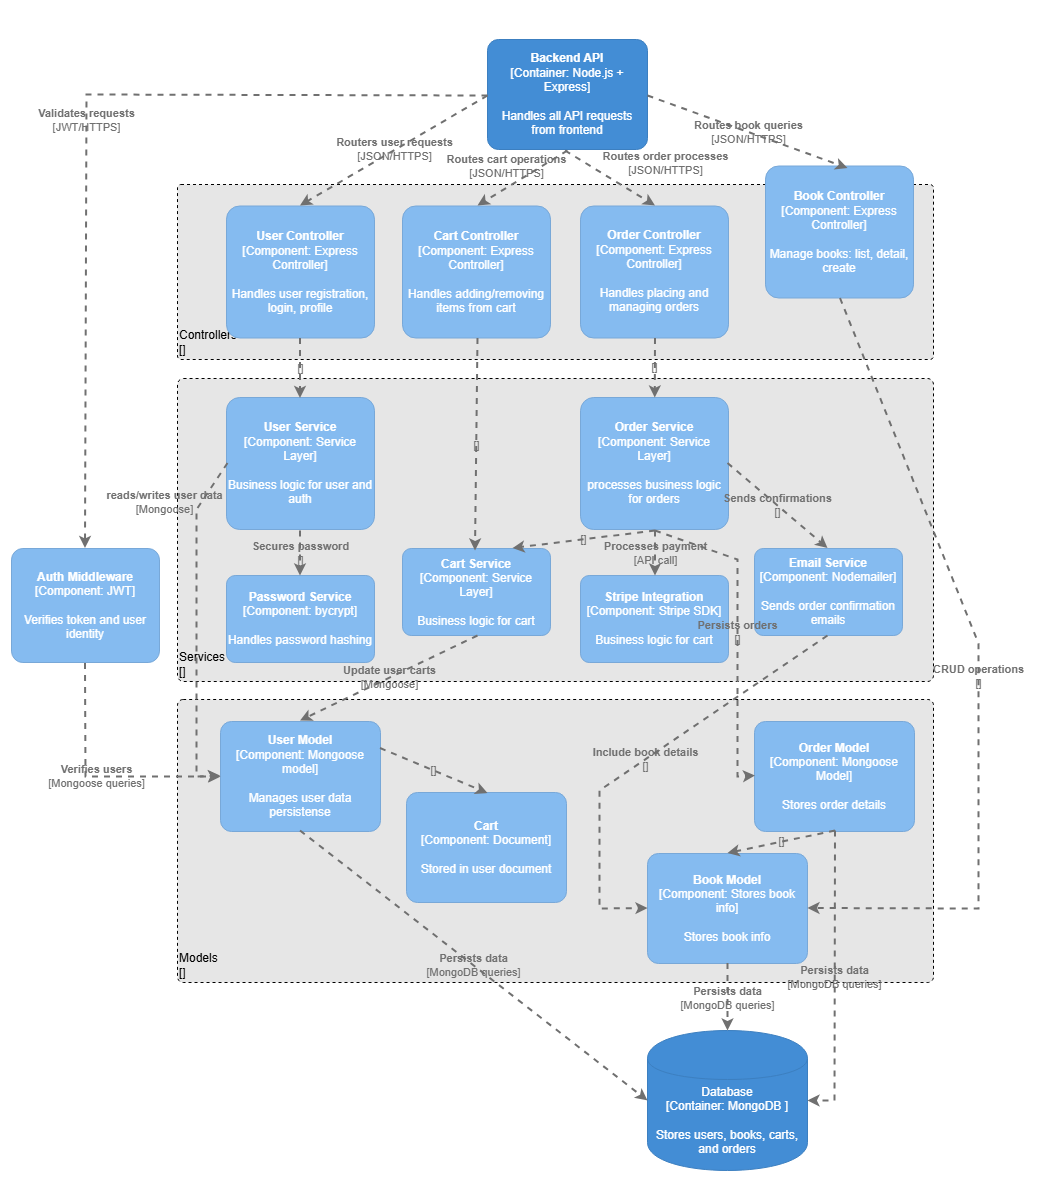 Backend API
[Container: Node.js +
Express]
Handles all API requests
from frontend
Validates requests
[JWT/HTTPS]
Routers user requests
[JSON/HTTPS]
Routes cart operations
[JSON/HTTPS]
Routes order processes
[JSON/HTTPS]
Routes book queries
[JSON/HTTPS]
User Controller
[Component: Express
Controller]
Handles user registration,
login, profile
Cart Controller
[Component: Express
Controller]
Handles adding/removing
items from cart
Order Controller
[Component: Express
Controller]
Handles placing and
managing orders
Book Controller
[Component: Express
Controller]
Manage books: list, detail,
create
Controllers
[]
[]
[]
[]
User Service
[Component: Service
Layer]
Business logic for user and
auth
Order Service
[Component: Service
Layer]
processes business logic
for orders
reads/writes user data
[Mongoose]
Sends confirmations
[]
Secures password
[]
[]
Processes payment
[API call]
Auth Middleware
[Component: JWT]
Verifies token and user
identity
Password Service
[Component: bycrypt]
Handles password hashing
Cart Service
[Component: Service
Layer]
Business logic for cart
Stripe Integration
[Component: Stripe SDK]
Business logic for cart
Email Service
[Component: Nodemailer]
Sends order confirmation
emails
Persists orders
[]
Services
[]
Update user carts
[Mongoose]
CRUD operations
[]
User Model
[Component: Mongoose
model]
Manages user data
persistense
Verifies users
[Mongoose queries]
[]
Include book details
[]
Order Model
[Component: Mongoose
Model]
Stores order details
Cart
[Component: Document]
Stored in user document
[]
Book Model
[Component: Stores book
info]
Stores book info
Models
[]
Persists data
[MongoDB queries]
Persists data
[MongoDB queries]
Persists data
[MongoDB queries]
Database
[Container: MongoDB ]
Stores users, books, carts,
and orders